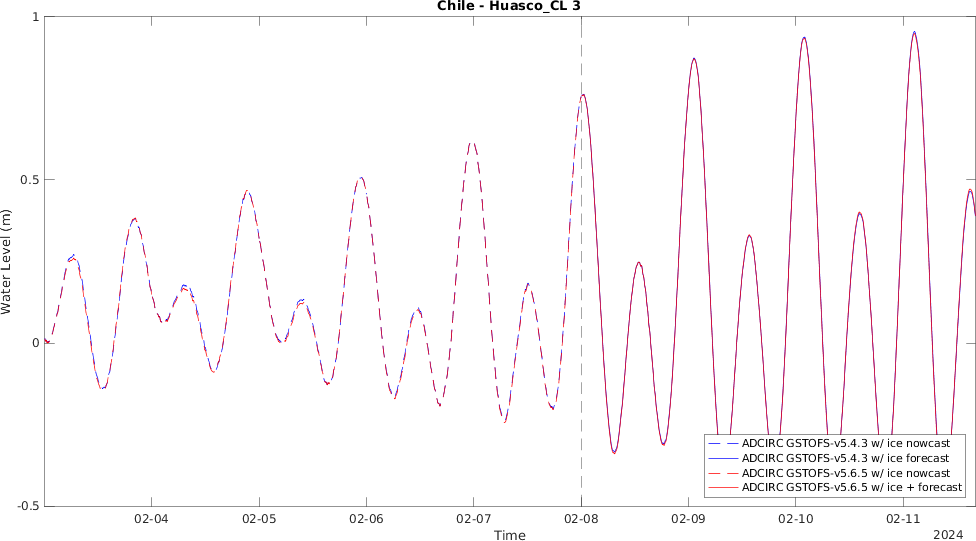 Chile - Huasco_CL 3
1
0.5
0
-0.5
Water Level (m)
02-04 02-05 02-06 02-07 02-08 02-09 02-10 02-11
Time
2024
ADCIRC GSTOFS-v5.4.3 w/ ice nowcast
ADCIRC GSTOFS-v5.4.3 w/ ice forecast
ADCIRC GSTOFS-v5.6.5 w/ ice nowcast
ADCIRC GSTOFS-v5.6.5 w/ ice + forecast